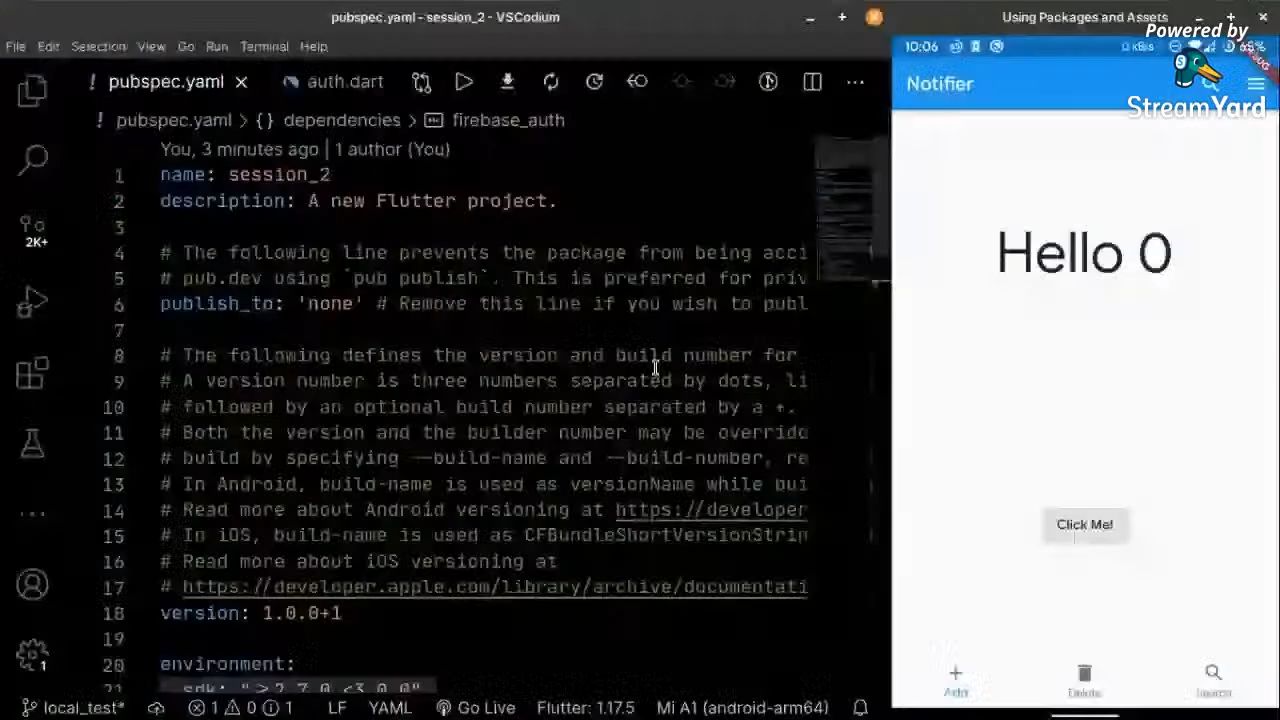 pubspec.yaml - session_2 - VSCodium
File Edit Selection View Go Run Terminal Help
pubspec.yaml
auth.dart
pubspec.yaml > {} dependencies > firebase_auth
You, 3 minutes ago | 1 author (You)
1 name: session_2
2 description: A new Flutter project.
3
4 # The following line prevents the package from being acci
5 # pub.dev using `pub publish`. This is preferred for priv
6 publish_to: 'none' # Remove this line if you wish to publ
7
8 # The following defines the version and build number for
9 # A version number is three numbers separated by dots, li
10 # followed by an optional build number separated by a +.
11 # Both the version and the builder number may be overrido
12 # build by specifying --build-name and --build-number, re
13 # In Android, build-name is used as versionName while bui
14 # Read more about Android versioning at https://developer
15 # In iOS, build-name is used as CFBundleShortVersionStrin
16 # Read more about iOS versioning at
17 # https://developer.apple.com/library/archive/documentati
18 version: 1.0.0+1
19
20 environment:
21 sdk: ">2.7.0 <3.0.0"
2K+
1
local_test* 1 1 LF YAML Go Live Flutter: 1.17.5 Mi A1 (android-arm64)
Using Packages and Assets
Powered by
StreamYard
10:06
Notifier
Hello 0
Click Me!
Add Delete Search